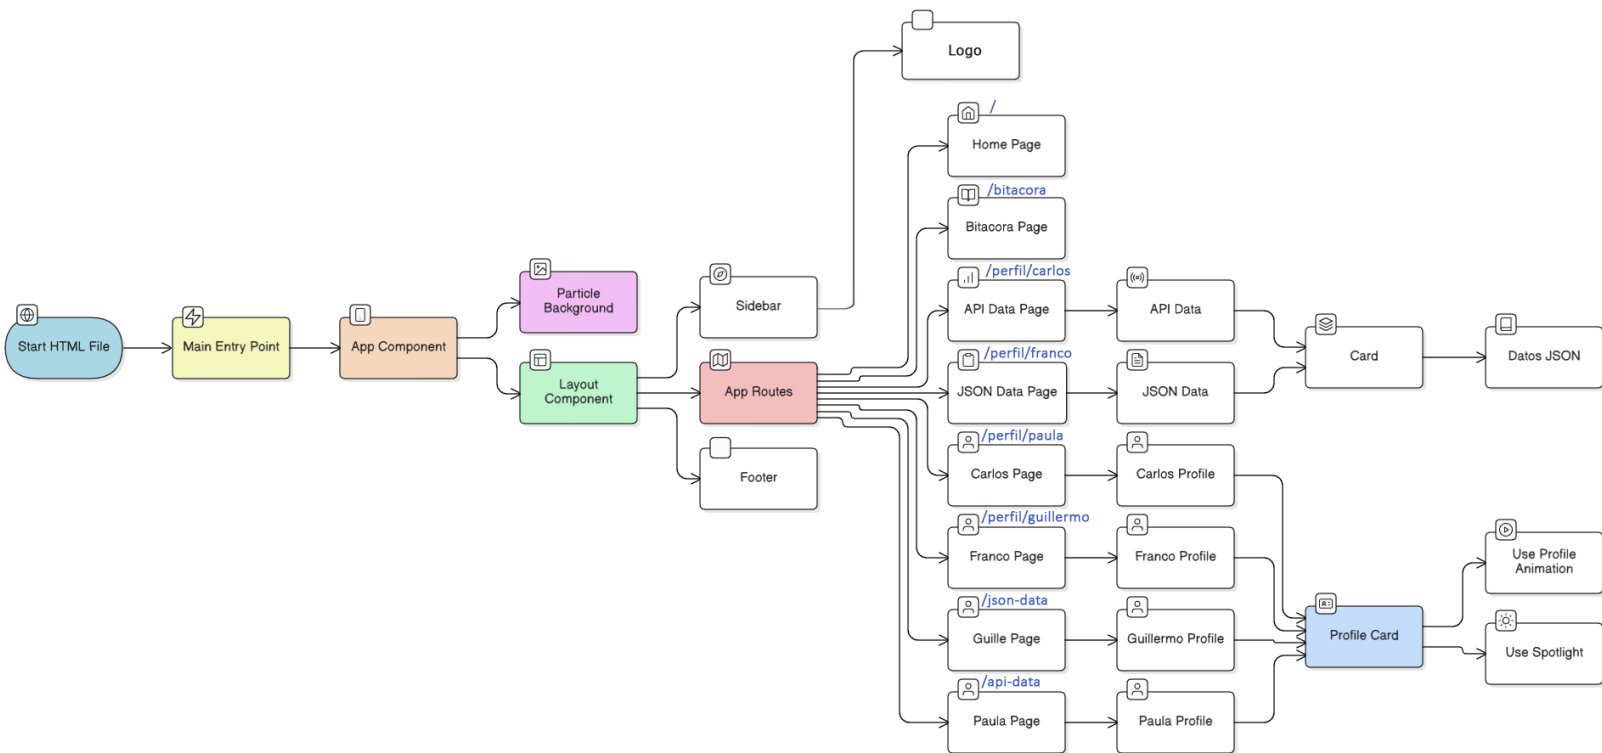 Logo
/
Home Page
/bitacora
Bitacora Page
/perfil/carlos
API Data Page
API Data
/perfil/franco
JSON Data Page
JSON Data
Card
Datos JSON
/perfil/paula
Carlos Page
Carlos Profile
/perfil/guillermo
Franco Page
Franco Profile
/json-data
Guille Page
Guillermo Profile
/api-data
Paula Page
Paula Profile
Start HTML File
Main Entry Point
App Component
Particle
Background
Layout
Component
Sidebar
App Routes
Footer
Profile Card
Use Profile
Animation
Use Spotlight